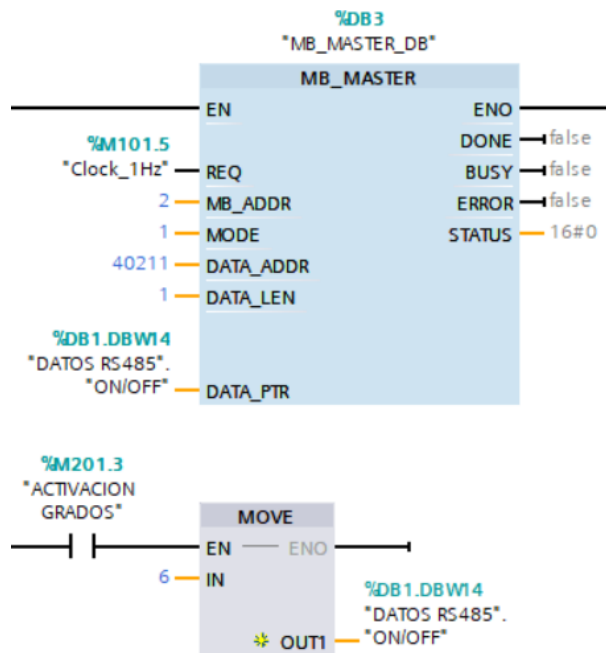 %DB3
"MB_MASTER_DB"
MB_MASTER
EN ENO
DONE false
%M101.5
"Clock_1Hz" REQ BUSY false
2 MB_ADDR ERROR false
1 MODE STATUS 16#0
40211 DATA_ADDR
1 DATA_LEN
%DB1.DBW14
"DATOS RS485".
"ON/OFF" DATA_PTR
%M201.3
"ACTIVACION
GRADOS"
MOVE
EN ENO
6 IN
%DB1.DBW14
"DATOS RS485".
OUT1 "ON/OFF"